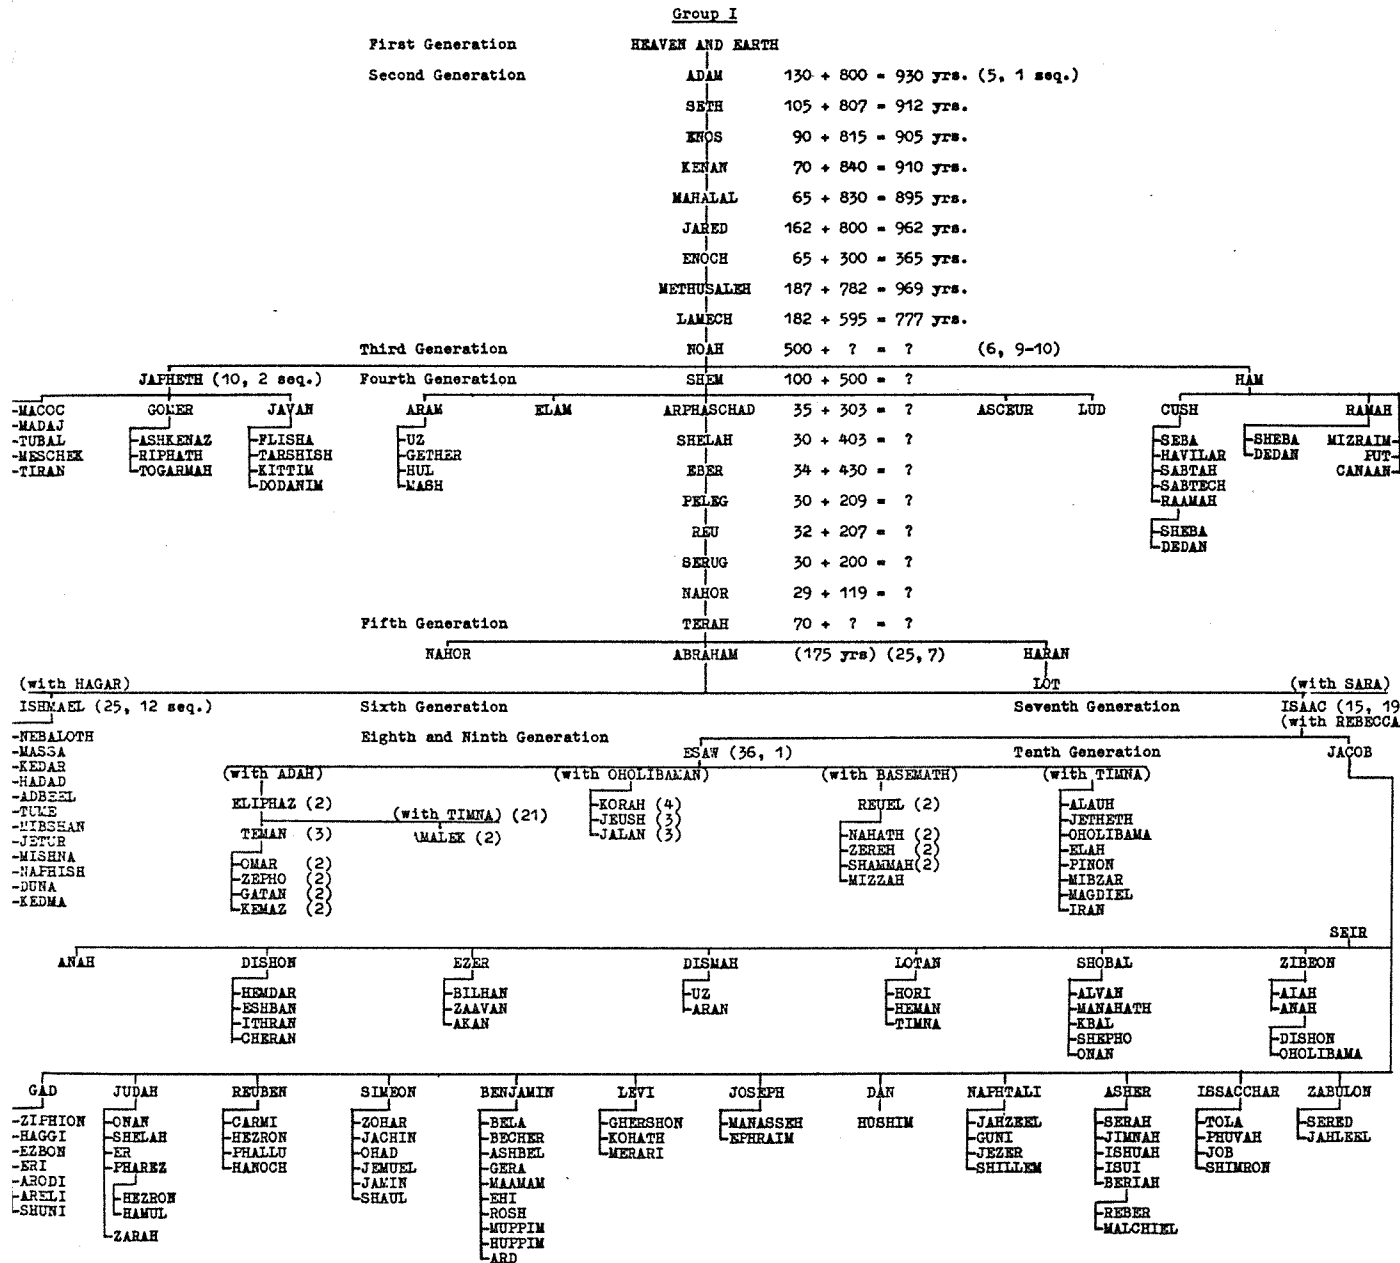 Group I
First Generation HEAVEN AND EARTH
Second Generation ADAM 130 + 800 = 930 yrs. (5, 1 seq.)
SETH 105 + 807 = 912 yrs.
ENOS 90 + 815 = 905 yrs.
KENAN 70 + 840 = 910 yrs.
MAHALAL 65 + 830 = 895 yrs.
JARED 162 + 800 = 962 yrs.
ENOCH 65 + 300 = 365 yrs.
METHUSALEH 187 + 782 = 969 yrs.
LAMECH 182 + 595 = 777 yrs.
Third Generation NOAH 500 + ? = ? (6, 9-10)
JAPHETH (10, 2 seq.) Fourth Generation SHEM 100 + 500 = ? HAM
-MACOC GOMER JAVAN ARAM ELAM ARPHASCHAD 35 + 303 = ? ASCEUR LUD CUSH RAMAH
-MADAJ
-TUBAL -ASHKENAZ -FLISHA -UZ SHELAH 30 + 403 = ? -SEBA -SHEBA MIZRAIM-
-MESCHEK -RIPHATH -TARSHISH -GETHER -HAVILAR -DEDAN PUT-
-TIRAN -TOGARMAH -KITTIM -HUL EBER 34 + 430 = ? -SABTAH CANAAN-
-DODANIM -MASH -SABTECH
PELEG 30 + 209 = ? -RAAMAH
REU 32 + 207 = ? -SHEBA
-DEDAN
SERUG 30 + 200 = ?
NAHOR 29 + 119 = ?
Fifth Generation TERAH 70 + ? = ?
NAHOR ABRAHAM (175 yrs) (25, 7) HARAN
(with HAGAR) LOT (with SARA)
ISHMAEL (25, 12 seq.) Sixth Generation Seventh Generation ISAAC (15, 19
(with REBECCA
-NEBALOTH Eighth and Ninth Generation
-MASSA ESAW (36, 1) Tenth Generation JACOB
-KEDAR (with ADAH) (with OHOLIBAMAN) (with BASEMATH) (with TIMNA)
-HADAD
-ADBEEL ELIPHAZ (2) -KORAH (4) REUEL (2) -ALAUH
-TUME (with TIMNA) (21) -JEUSH (3) -JETHETH
-MIBSHAN TEMAN (3) \MALEK (2) -JALAN (3) -NAHATH (2) -OHOLIBAMA
-JETUR -ZEREH (2) -ELAH
-MISHNA -OMAR (2) -SHAMMAH(2) -PINON
-NAPHISH -ZEPHO (2) -MIZZAH -MIBZAR
-DUNA -GATAN (2) -MAGDIEL
-KEDMA -KEMAZ (2) -IRAN
SEIR
ANAH DISHON EZER DISMAH LOTAN SHOBAL ZIBEON
-HEMDAR -BILHAN -UZ -HORI -ALVAN -AIAH
-ESHBAN -ZAAVAN -ARAN -HEMAN -MANAHATH -ANAH
-ITHRAN -AKAN -TIMNA -KBAL
-CHERAN -SHEPHO -DISHON
-ONAN -OHOLIBAMA
GAD JUDAH REUBEN SIMEON BENJAMIN LEVI JOSEPH DAN NAPHTALI ASHER ISSACCHAR ZABULON
-ZIPHION -ONAN -CARMI -ZOHAR -BELA -GHERSHON -MANASSEH HUSHIM -JAHZEEL -SERAH -TOLA -SERED
-HAGGI -SHELAH -HEZRON -JACHIN -BECHER -KOHATH -EPHRAIM -GUNI -JIMNAH -PHUVAH -JAHLEEL
-EZBON -ER -PHALLU -OHAD -ASHBEL -MERARI -JEZER -ISHUAH -JOB
-ERI -PHAREZ -HANOCH -JEMUEL -GERA -SHILLEM -ISUI -SHIMRON
-ARODI -JAMIN -MAAMAM -BERIAH
-ARELI -HEZRON -SHAUL -EHI
-SHUNI -HAMUL -ROSH -REBER
-ZARAH -MUPPIM -MALCHIEL
-HUPPIM
-ARD